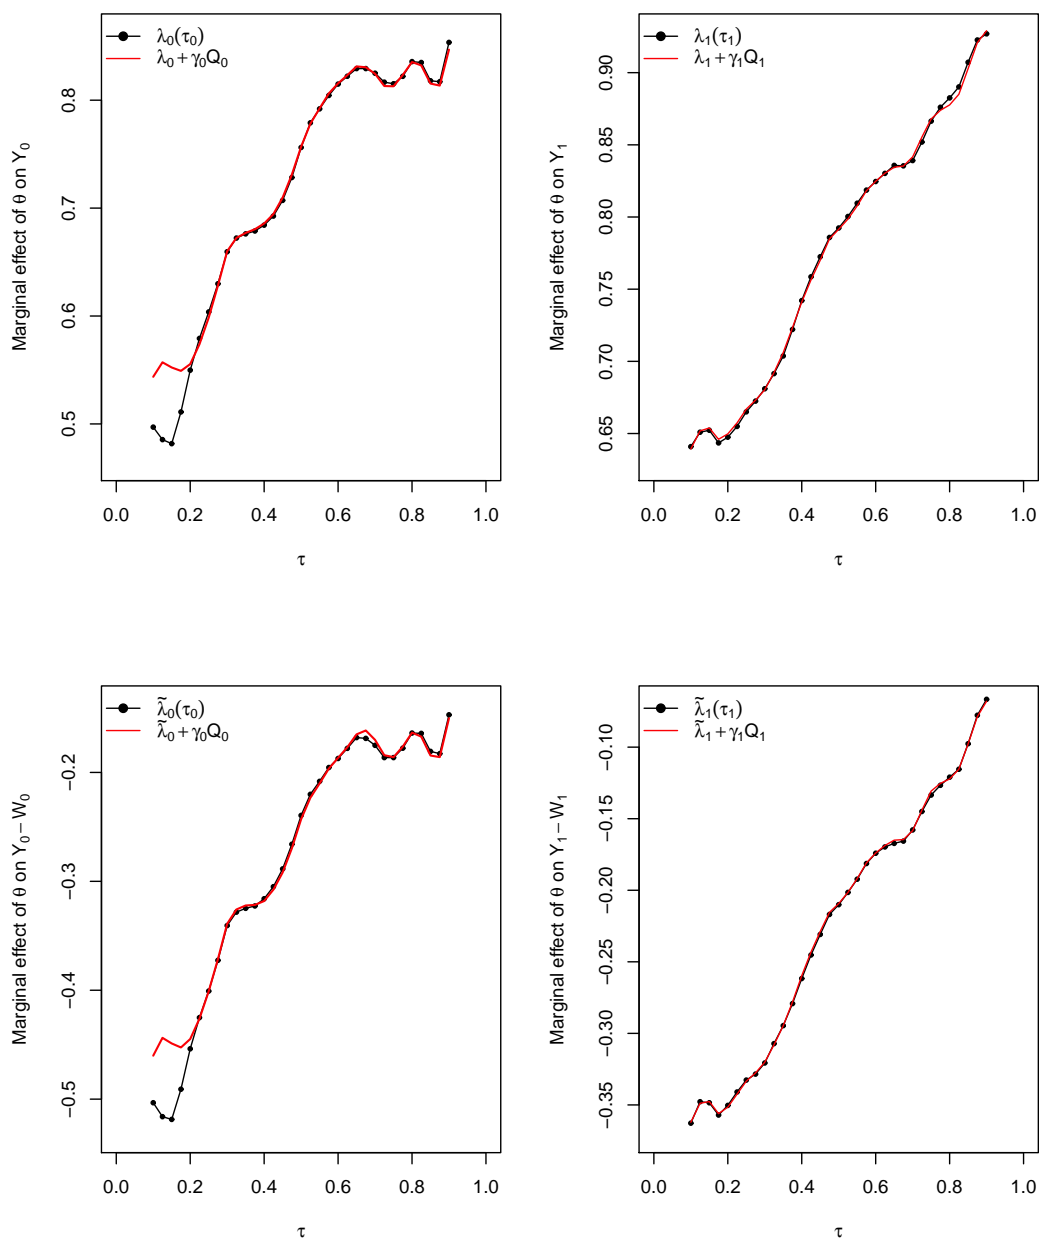 λ₀(τ₀)
λ₀ + γ₀Q₀
Marginal effect of θ on Y₀
0.5 0.6 0.7 0.8
0.0 0.2 0.4 0.6 0.8 1.0
τ
λ₁(τ₁)
λ₁ + γ₁Q₁
Marginal effect of θ on Y₁
0.65 0.70 0.75 0.80 0.85 0.90
0.0 0.2 0.4 0.6 0.8 1.0
τ
λ̃₀(τ₀)
λ̃₀ + γ₀Q₀
Marginal effect of θ on Y₀ − W₀
−0.5 −0.4 −0.3 −0.2
0.0 0.2 0.4 0.6 0.8 1.0
τ
λ̃₁(τ₁)
λ̃₁ + γ₁Q₁
Marginal effect of θ on Y₁ − W₁
−0.35 −0.30 −0.25 −0.20 −0.15 −0.10
0.0 0.2 0.4 0.6 0.8 1.0
τ